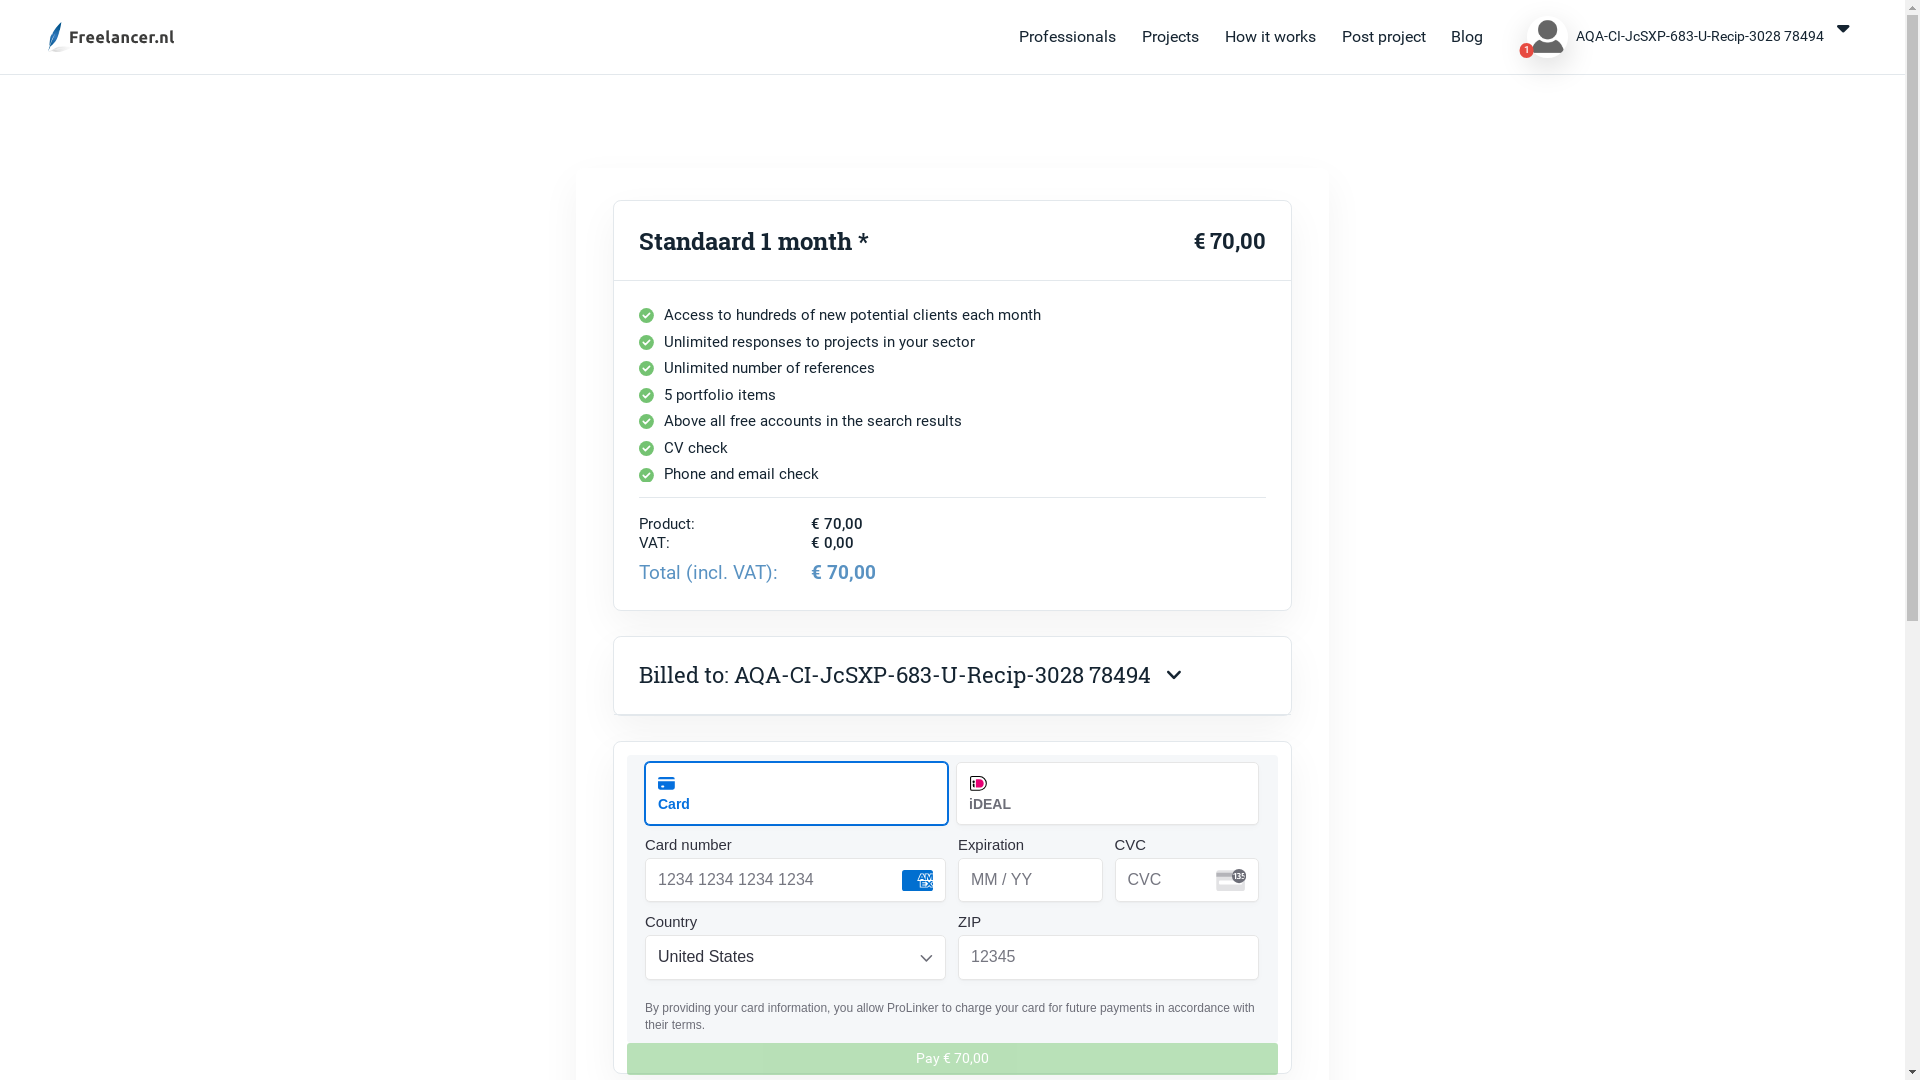 Freelancer.nl
Professionals
Projects
How it works
Post project
Blog
1
AQA-CI-JcSXP-683-U-Recip-3028 78494
Standaard 1 month *
€ 70,00
Access to hundreds of new potential clients each month
Unlimited responses to projects in your sector
Unlimited number of references
5 portfolio items
Above all free accounts in the search results
CV check
Phone and email check
Product: € 70,00
VAT: € 0,00
Total (incl. VAT): € 70,00
Billed to: AQA-CI-JcSXP-683-U-Recip-3028 78494
Card
iDEAL
Card number
Expiration
CVC
1234 1234 1234 1234
AM
EX
MM / YY
CVC
135
Country
ZIP
United States
12345
By providing your card information, you allow ProLinker to charge your card for future payments in accordance with
their terms.
Pay € 70,00